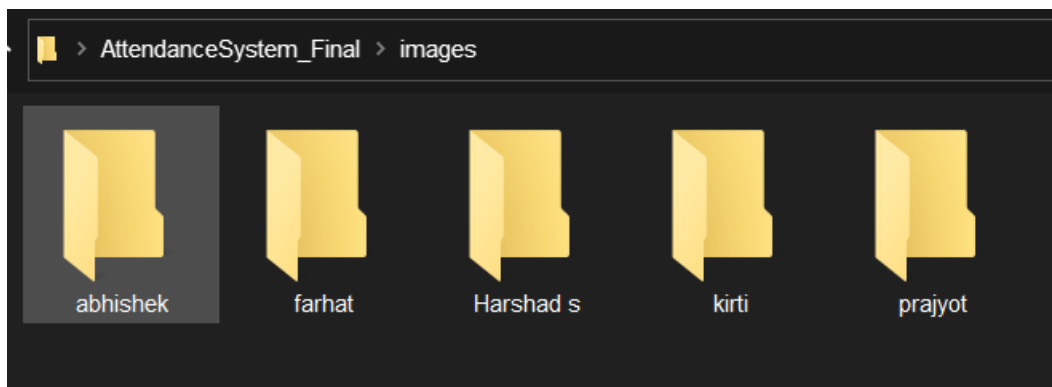 > AttendanceSystem_Final > images
abhishek farhat Harshad s kirti prajyot